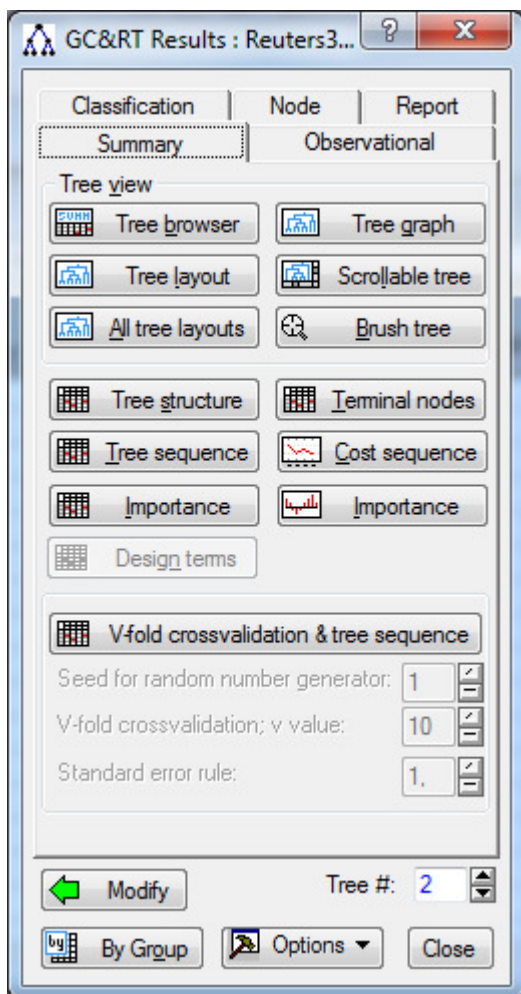 GC&RT Results : Reuters3...
Classification Node Report
Summary Observational
Tree view
Tree browser Tree graph
Tree layout Scrollable tree
All tree layouts Brush tree
Tree structure Terminal nodes
Tree sequence Cost sequence
Importance Importance
Design terms
V-fold crossvalidation & tree sequence
Seed for random number generator: 1
V-fold crossvalidation; v value: 10
Standard error rule: 1,
Modify Tree #: 2
By Group Options Close